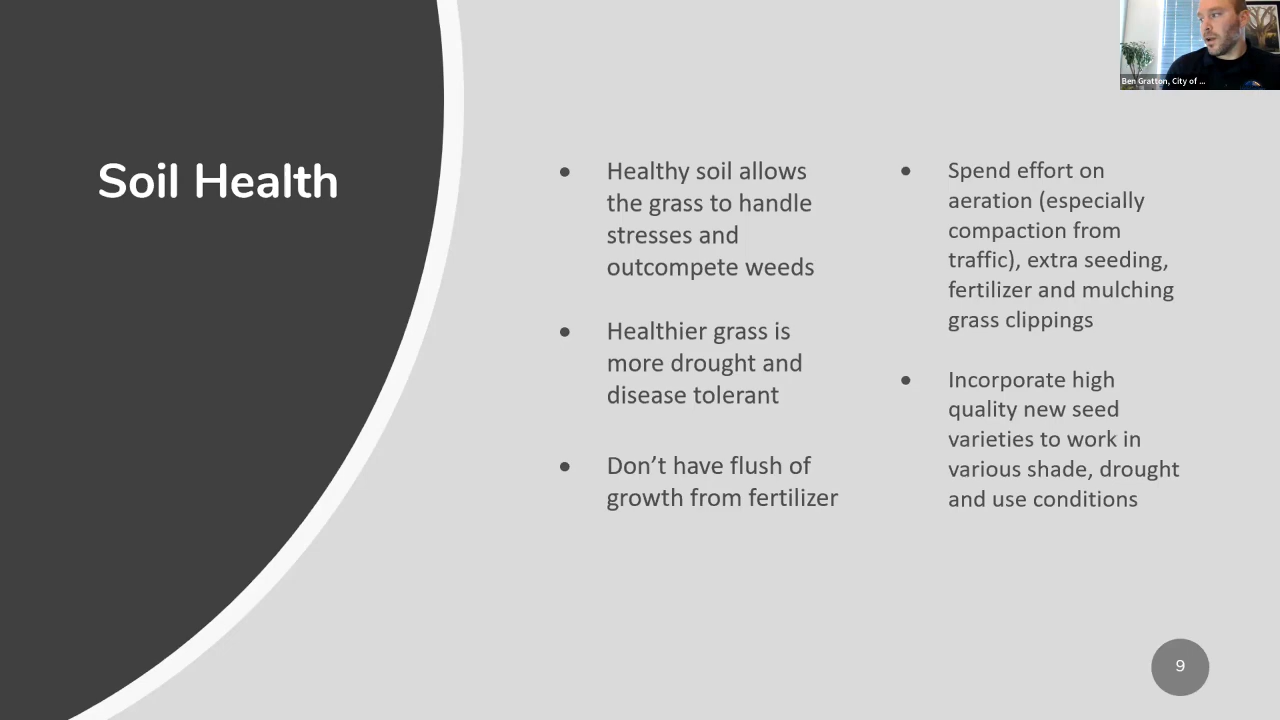 Ben Gratton, City of ...
Soil Health
• Healthy soil allows
the grass to handle
stresses and
outcompete weeds
• Healthier grass is
more drought and
disease tolerant
• Don’t have flush of
growth from fertilizer
• Spend effort on
aeration (especially
compaction from
traffic), extra seeding,
fertilizer and mulching
grass clippings
• Incorporate high
quality new seed
varieties to work in
various shade, drought
and use conditions
9